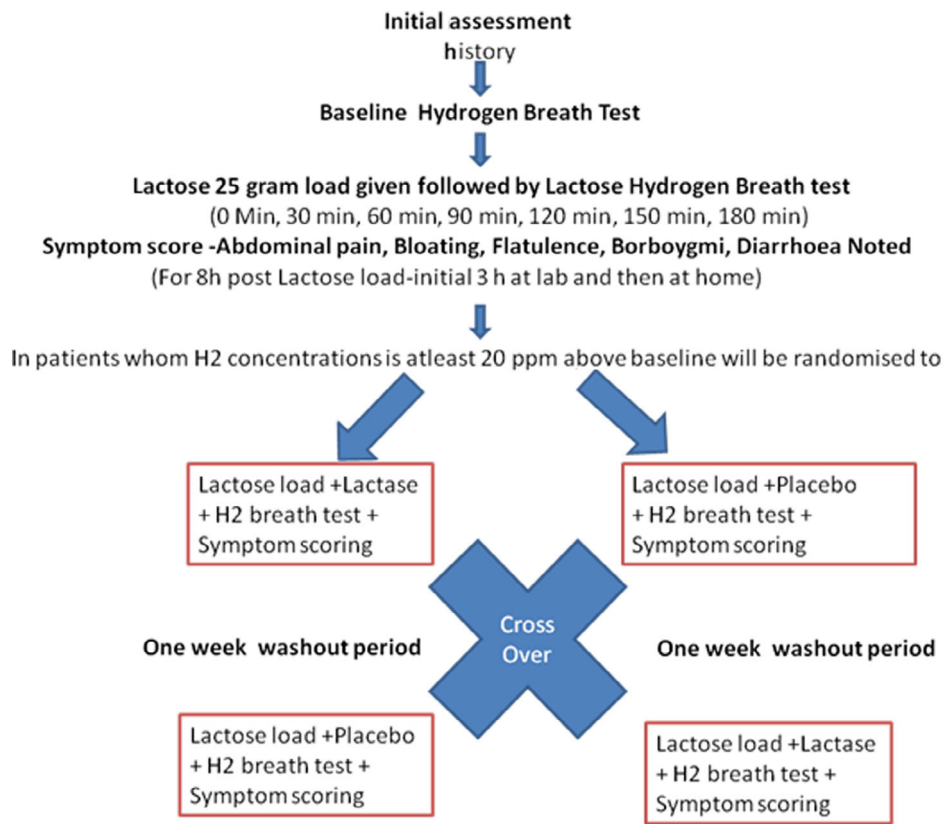 Initial assessment
history
Baseline Hydrogen Breath Test
Lactose 25 gram load given followed by Lactose Hydrogen Breath test
(0 Min, 30 min, 60 min, 90 min, 120 min, 150 min, 180 min)
Symptom score -Abdominal pain, Bloating, Flatulence, Borboygmi, Diarrhoea Noted
(For 8h post Lactose load-initial 3 h at lab and then at home)
In patients whom H2 concentrations is atleast 20 ppm above baseline will be randomised to
Lactose load +Lactase
+ H2 breath test +
Symptom scoring
Lactose load +Placebo
+ H2 breath test +
Symptom scoring
Cross
Over
One week washout period
One week washout period
Lactose load +Placebo
+ H2 breath test +
Symptom scoring
Lactose load +Lactase
+ H2 breath test +
Symptom scoring